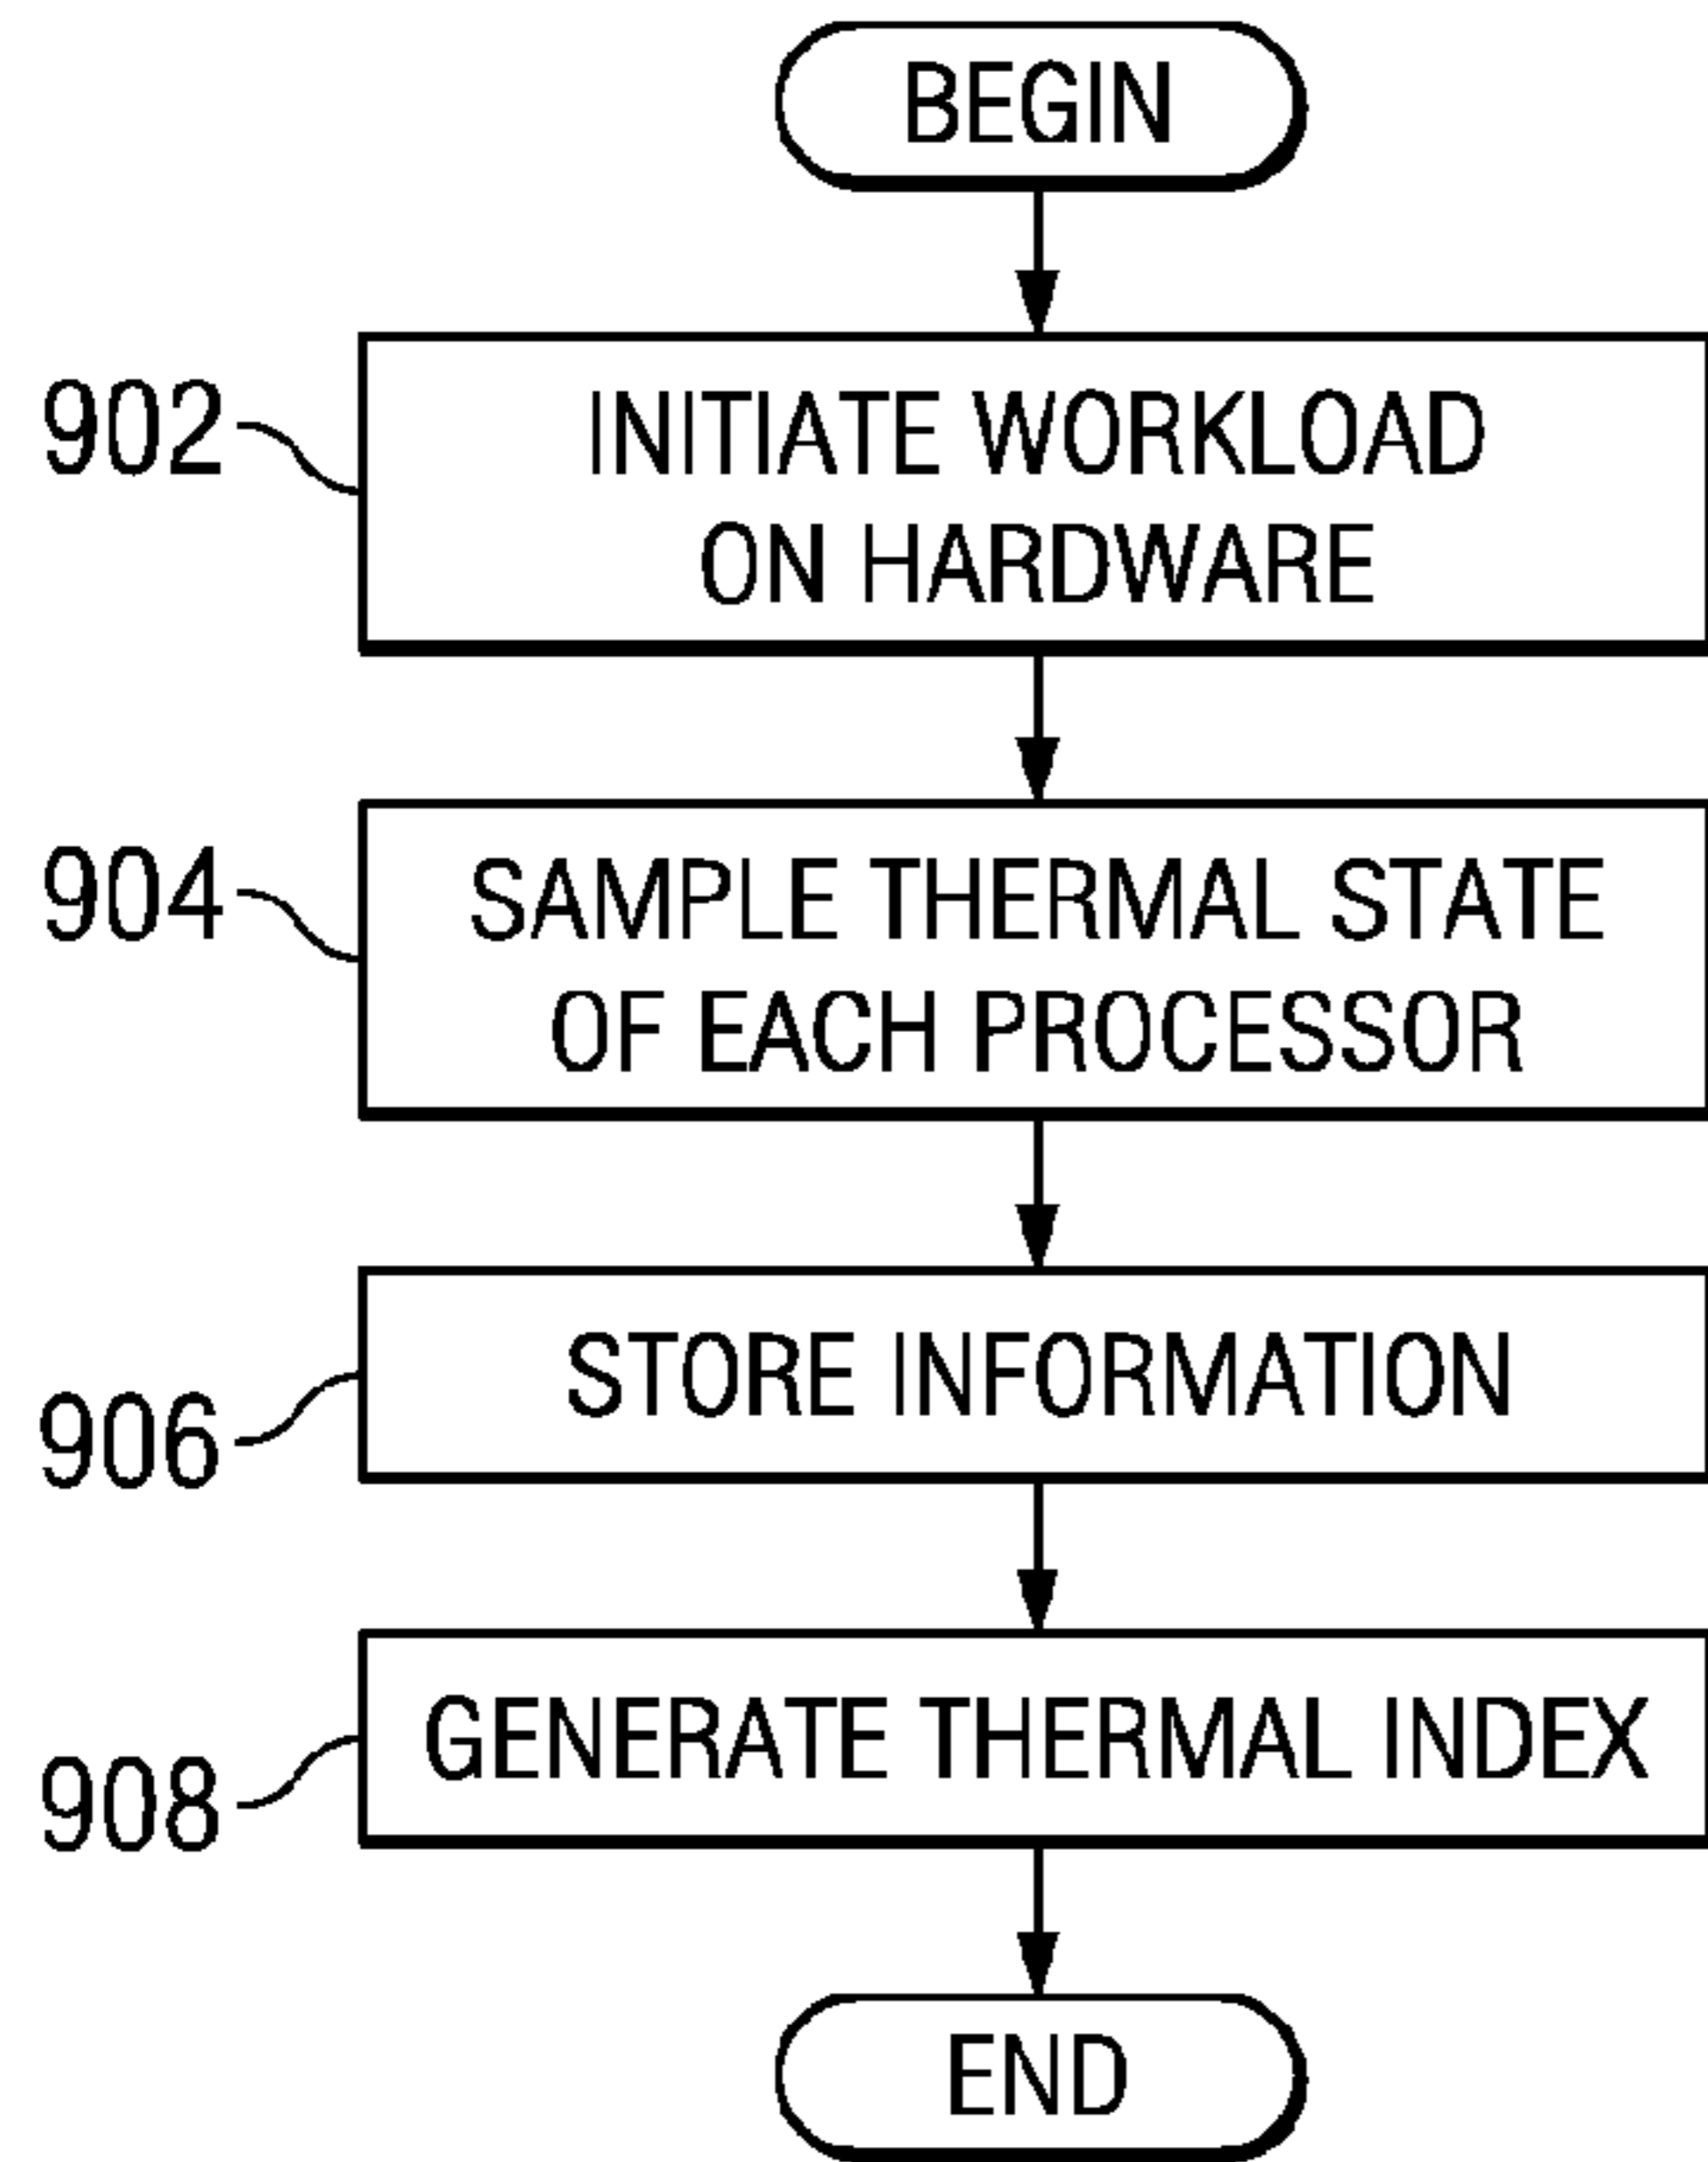 BEGIN
902
INITIATE WORKLOAD
ON HARDWARE
904
SAMPLE THERMAL STATE
OF EACH PROCESSOR
906
STORE INFORMATION
908
GENERATE THERMAL INDEX
END